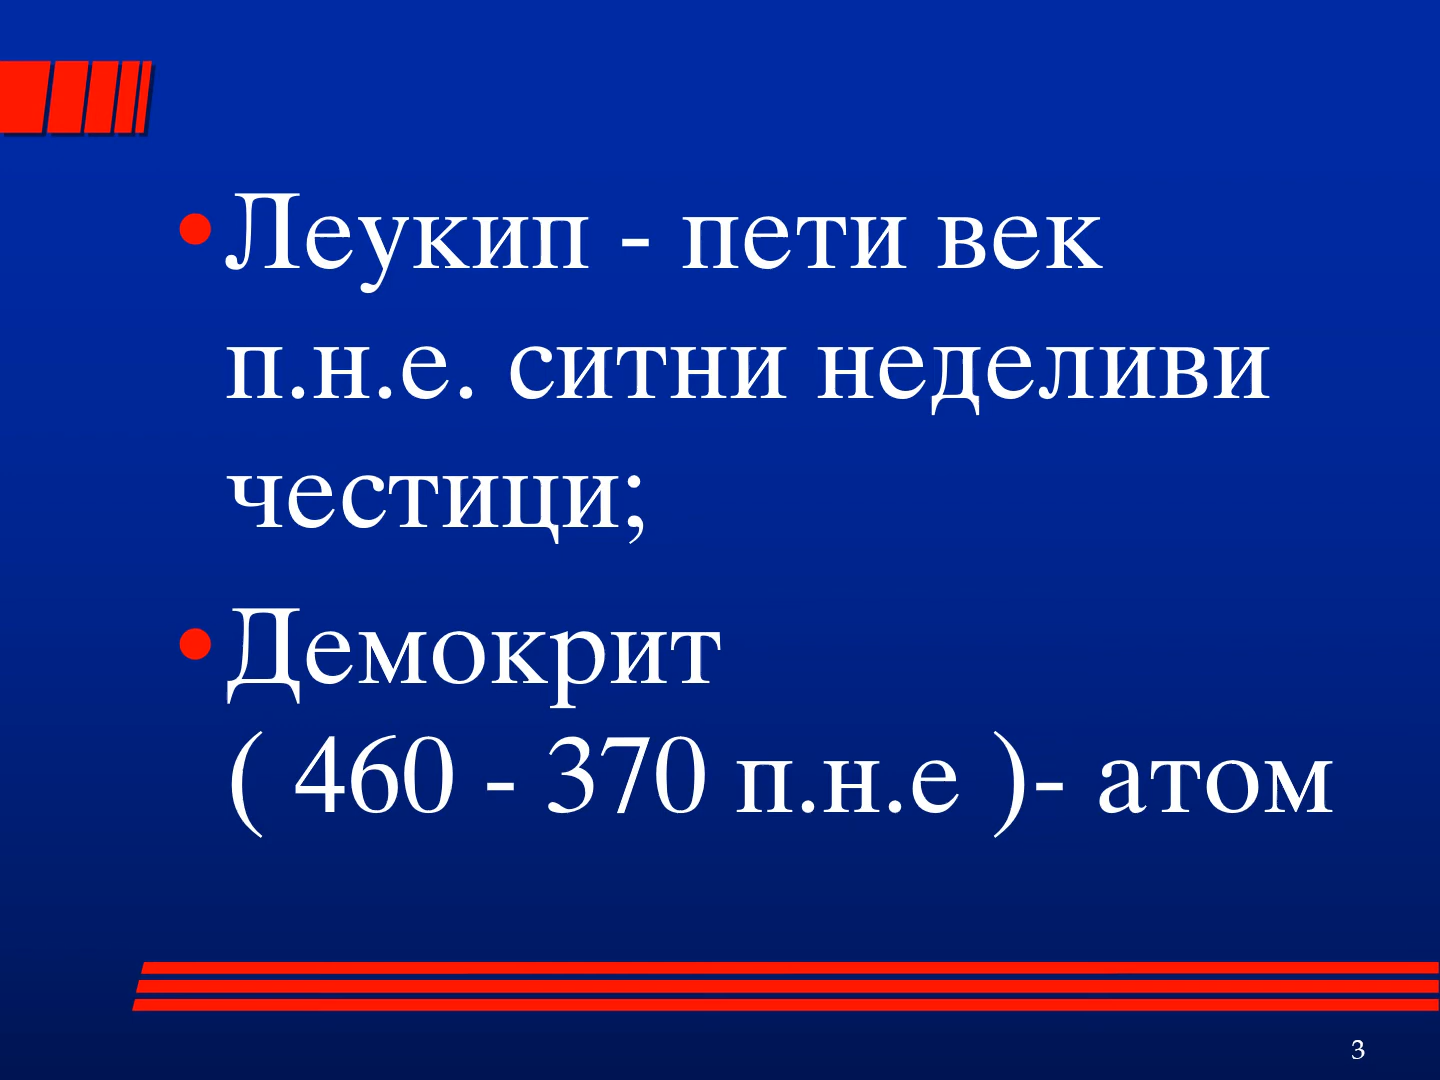 •Леукип - пети век
п.н.е. ситни неделиви
честици;
•Демокрит
( 460 - 370 п.н.е )- атом
3